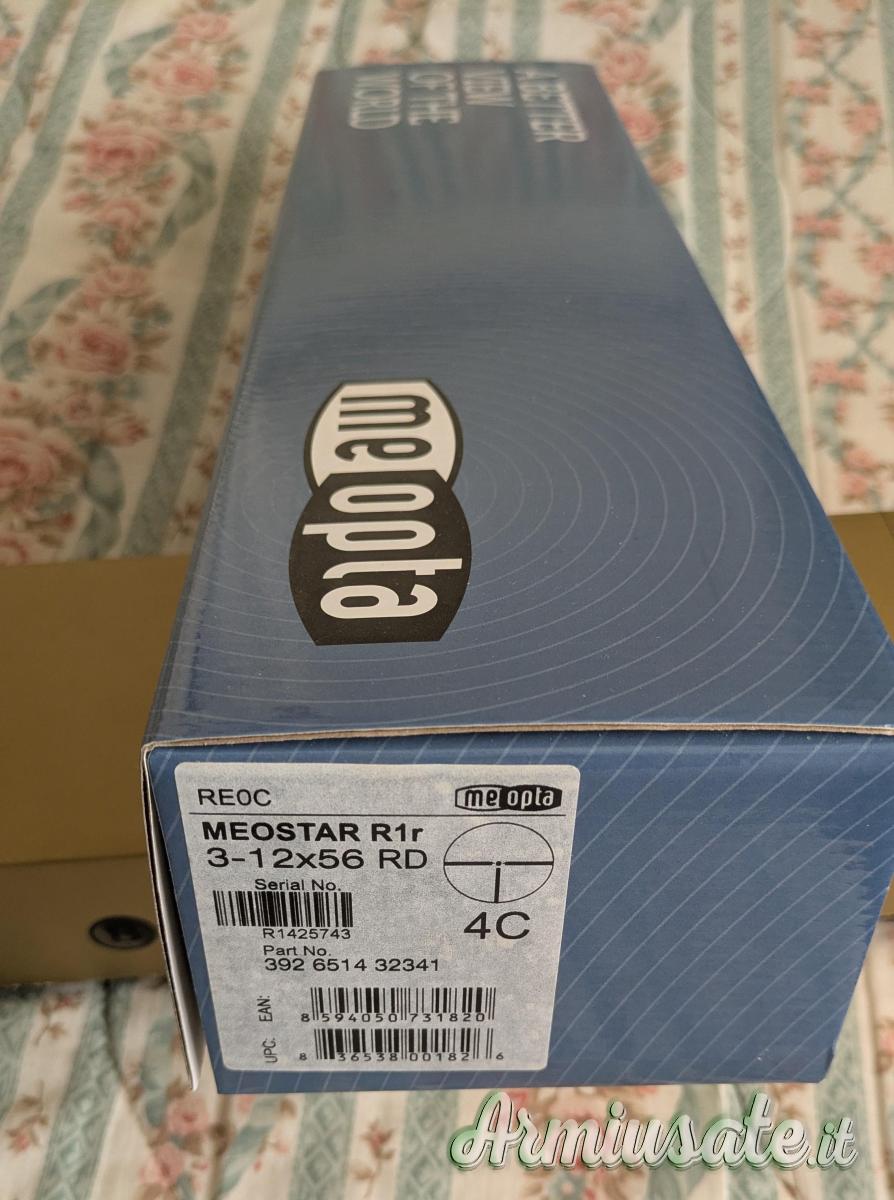 A BETTER
VIEW
OF THE
WORLD
meopta
RE0C
meopta
MEOSTAR R1r
3-12x56 RD
Serial No.
R1425743
4C
Part No.
392 6514 32341
EAN:
8 594050 731820
UPC:
8 36538 00182 6
Armiusate.it